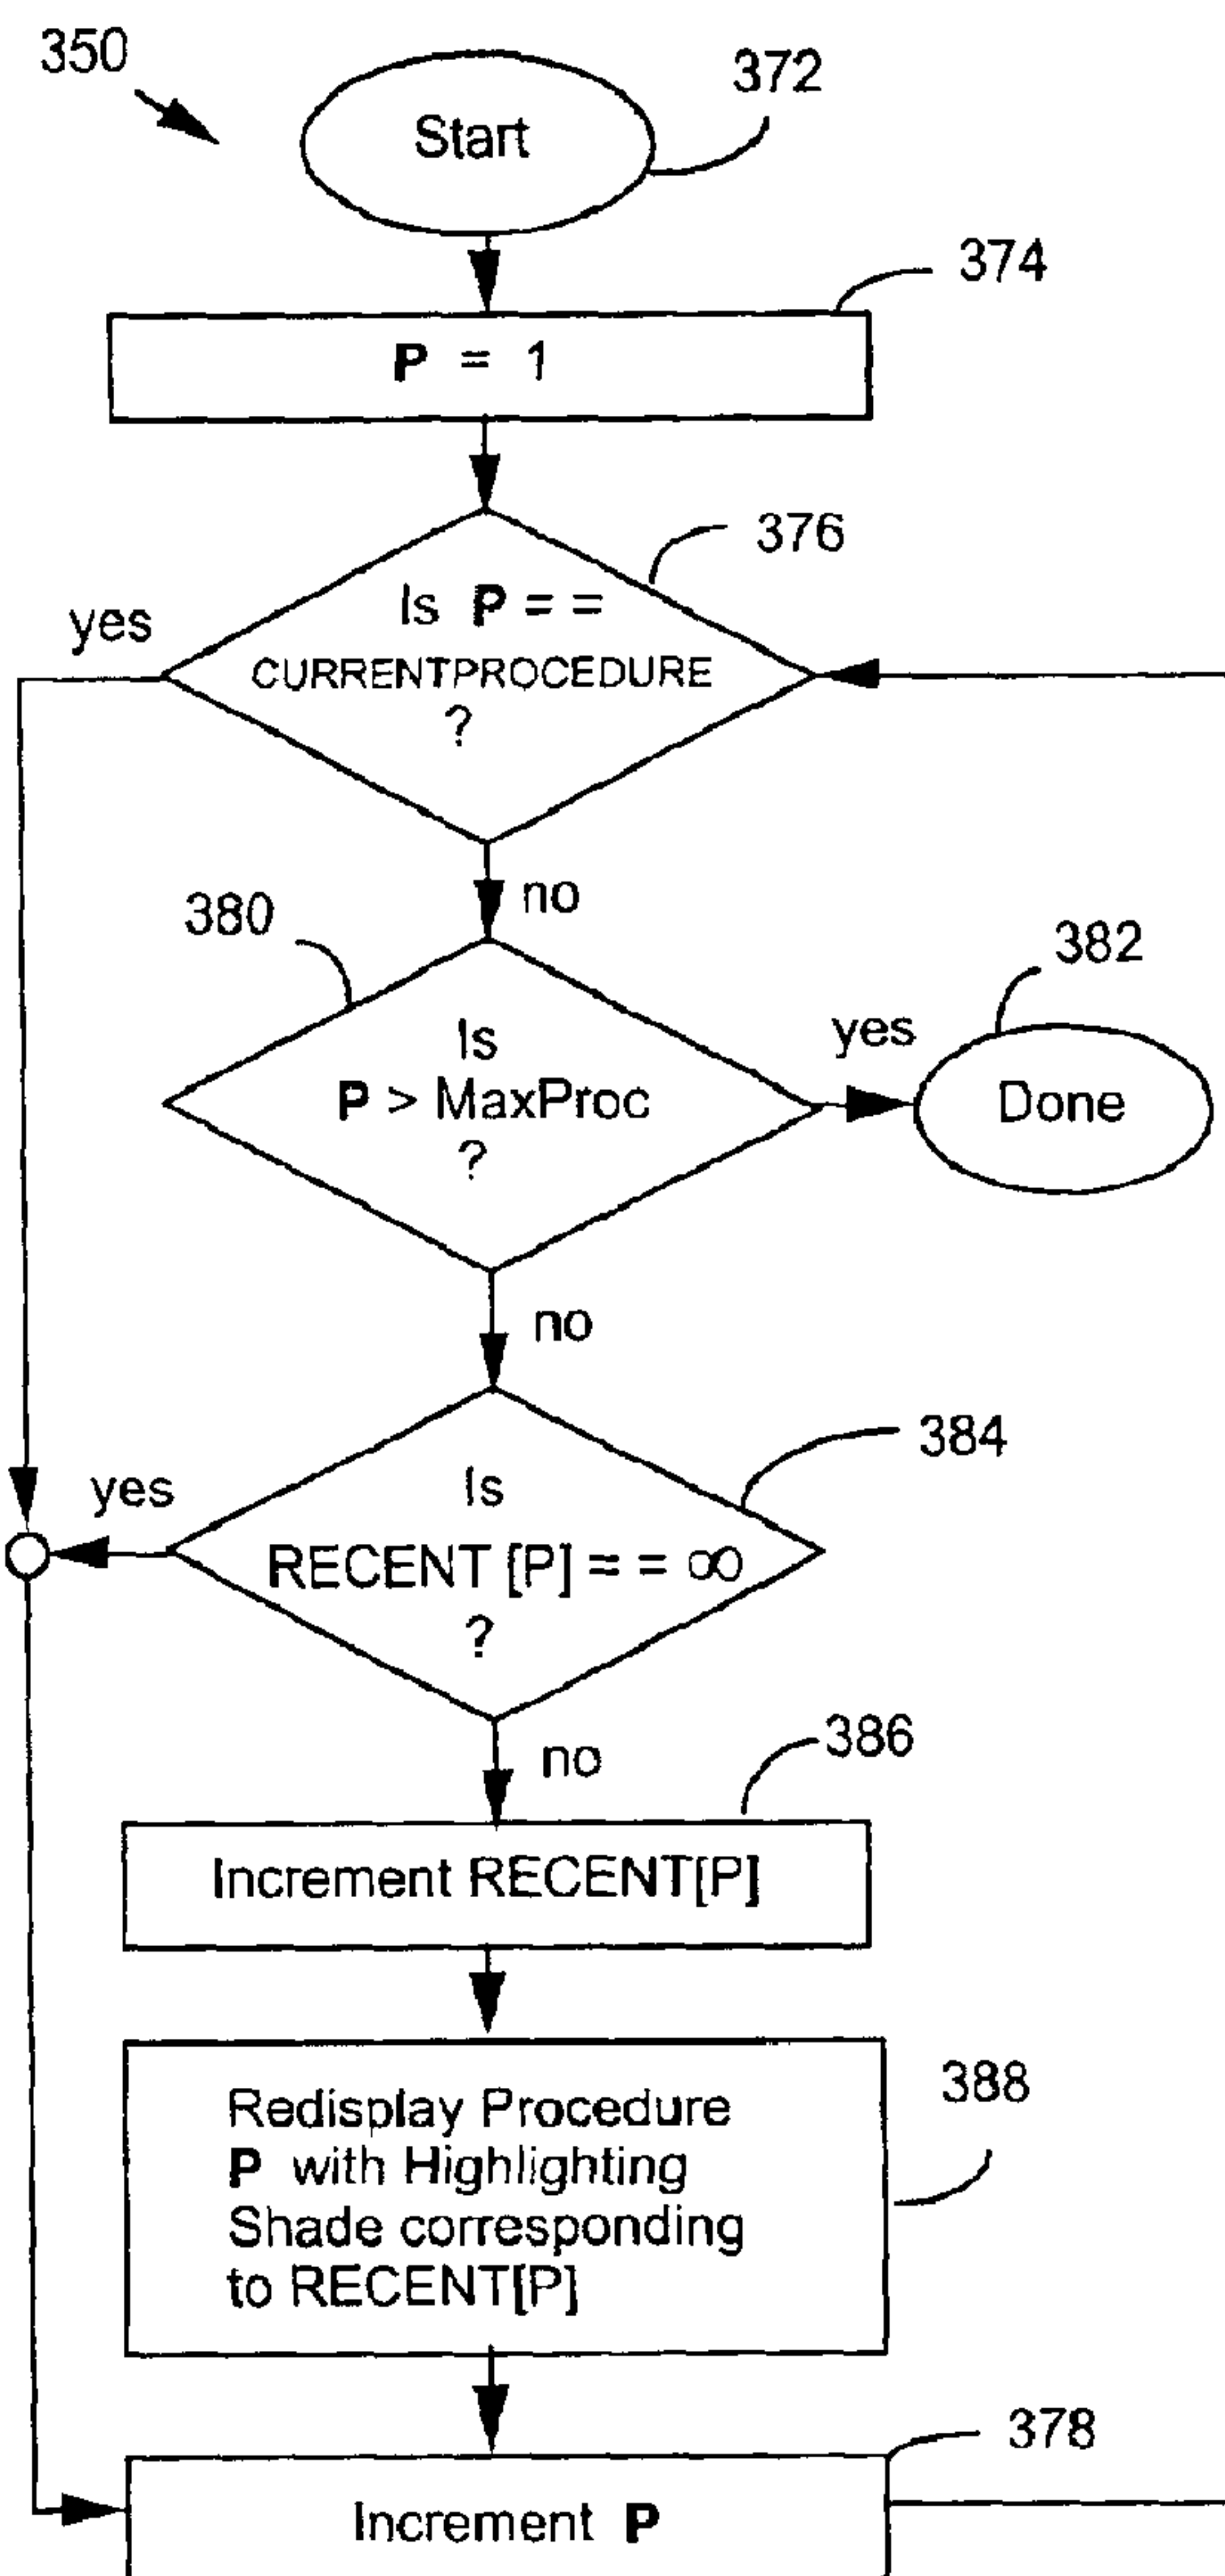 350
372
Start
374
P = 1
376
Is P = =
CURRENTPROCEDURE
?
yes
no
380
382
Is
P > MaxProc
?
yes
Done
no
384
yes
Is
RECENT [P] = = ∞
?
no
386
Increment RECENT[P]
388
Redisplay Procedure
P with Highlighting
Shade corresponding
to RECENT[P]
378
Increment P